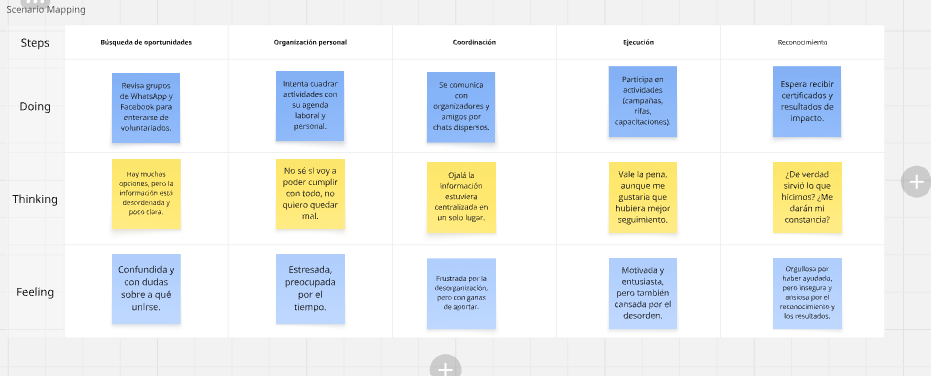 Scenario Mapping
Steps
Búsqueda de oportunidades
Organización personal
Coordinación
Ejecución
Reconocimiento
Doing
Revisa grupos
de WhatsApp y
Facebook para
enterarse de
voluntariados.
Intenta cuadrar
actividades con
su agenda
laboral y
personal.
Se comunica
con
organizadores y
amigos por
chats dispersos.
Participa en
actividades
(campañas,
rifas,
capacitaciones).
Espera recibir
certificados y
resultados de
impacto.
Thinking
Hay muchas
opciones, pero la
información está
desordenada y
poco clara.
No sé si voy a
poder cumplir
con todo, no
quiero quedar
mal.
Ojalá la
información
estuviera
centralizada en
un solo lugar.
Vale la pena,
aunque me
gustaria que
hubiera mejor
seguimiento.
¿De verdad
sirvió lo que
hicimos? ¿Me
darán mi
constancia?
Feeling
Confundida y
con dudas
sobre a qué
unirse.
Estresada,
preocupada
por el
tiempo.
Frustrada por la
desorganización,
pero con ganas
de aportar.
Motivada y
entusiasta,
pero también
cansada por el
desorden.
Orgullosa por
haber ayudado,
pero insegura y
ansiosa por el
reconocimiento y
los resultados.